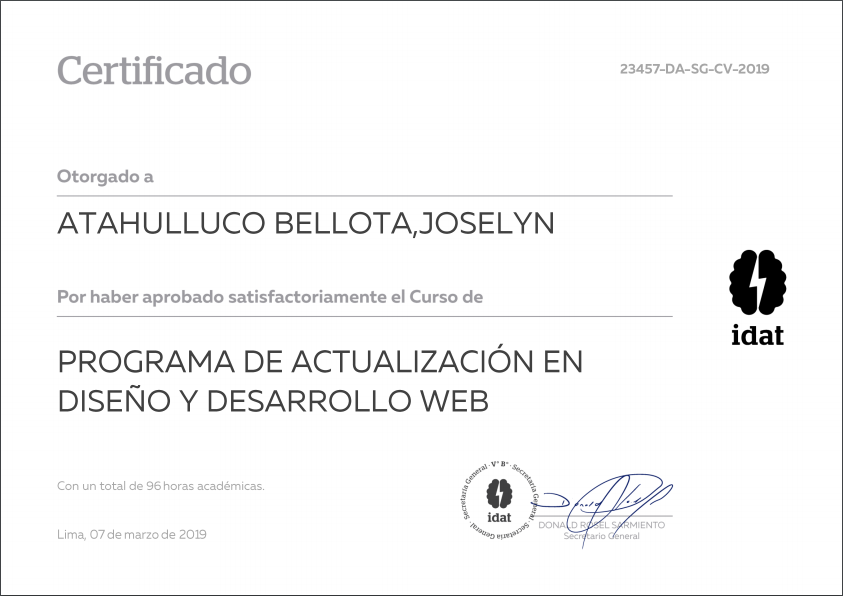 Certificado
23457-DA-SG-CV-2019
Otorgado a
ATAHULLUCO BELLOTA,JOSELYN
Por haber aprobado satisfactoriamente el Curso de
idat
PROGRAMA DE ACTUALIZACIÓN EN
DISEÑO Y DESARROLLO WEB
Con un total de 96 horas académicas.
Secretaría General · V° B° · Secretaría General · Secretaría General ·
idat
Donald Rosel
DONALD ROSEL SARMIENTO
Secretario General
Lima, 07 de marzo de 2019